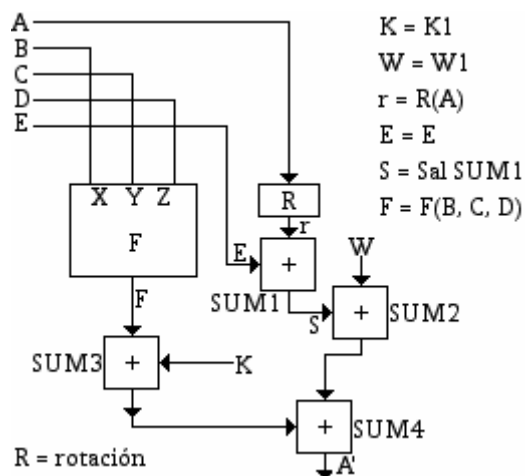 A
B
C
D
E
K = K1
W = W1
r = R(A)
E = E
S = Sal SUM1
F = F(B, C, D)
X Y Z
F
R
r
E
+
SUM1
W
S
+
SUM2
F
SUM3
+
K
+
SUM4
A'
R = rotación